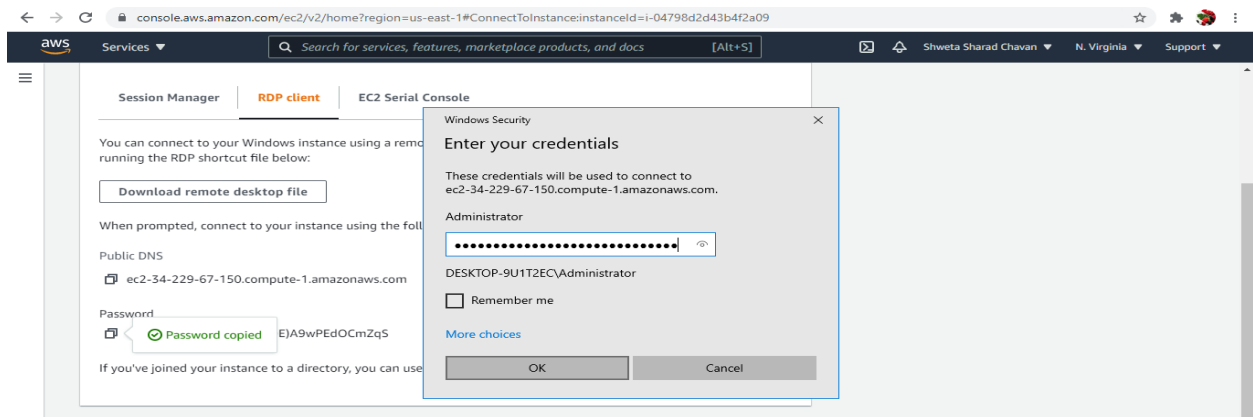 console.aws.amazon.com/ec2/v2/home?region=us-east-1#ConnectToInstance:instanceId=i-04798d2d43b4f2a09
aws Services Search for services, features, marketplace products, and docs [Alt+S] Shweta Sharad Chavan N. Virginia Support
Session Manager RDP client EC2 Serial Console
You can connect to your Windows instance using a remo
running the RDP shortcut file below:
Download remote desktop file
When prompted, connect to your instance using the foll
Public DNS
ec2-34-229-67-150.compute-1.amazonaws.com
Password
Password copied E)A9wPEdOCmZqS
If you've joined your instance to a directory, you can use
Windows Security
Enter your credentials
These credentials will be used to connect to
ec2-34-229-67-150.compute-1.amazonaws.com.
Administrator
••••••••••••••••••••••••••••••
DESKTOP-9U1T2EC\Administrator
Remember me
More choices
OK Cancel